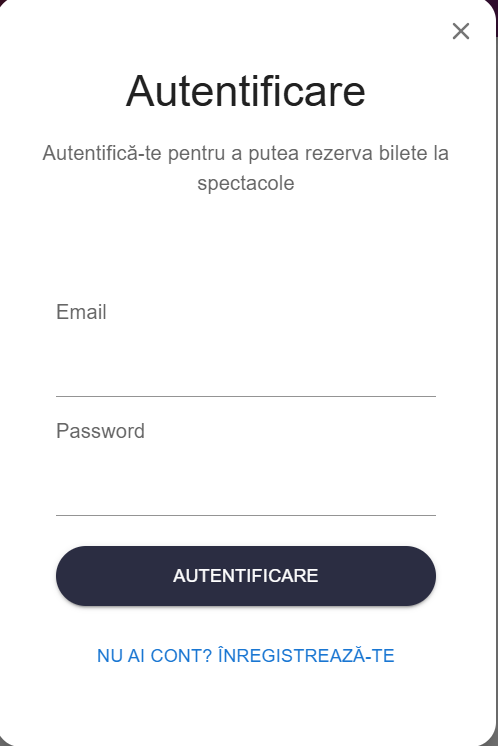 Autentificare
Autentifică-te pentru a putea rezerva bilete la
spectacole
Email
Password
AUTENTIFICARE
NU AI CONT? ÎNREGISTREAZĂ-TE